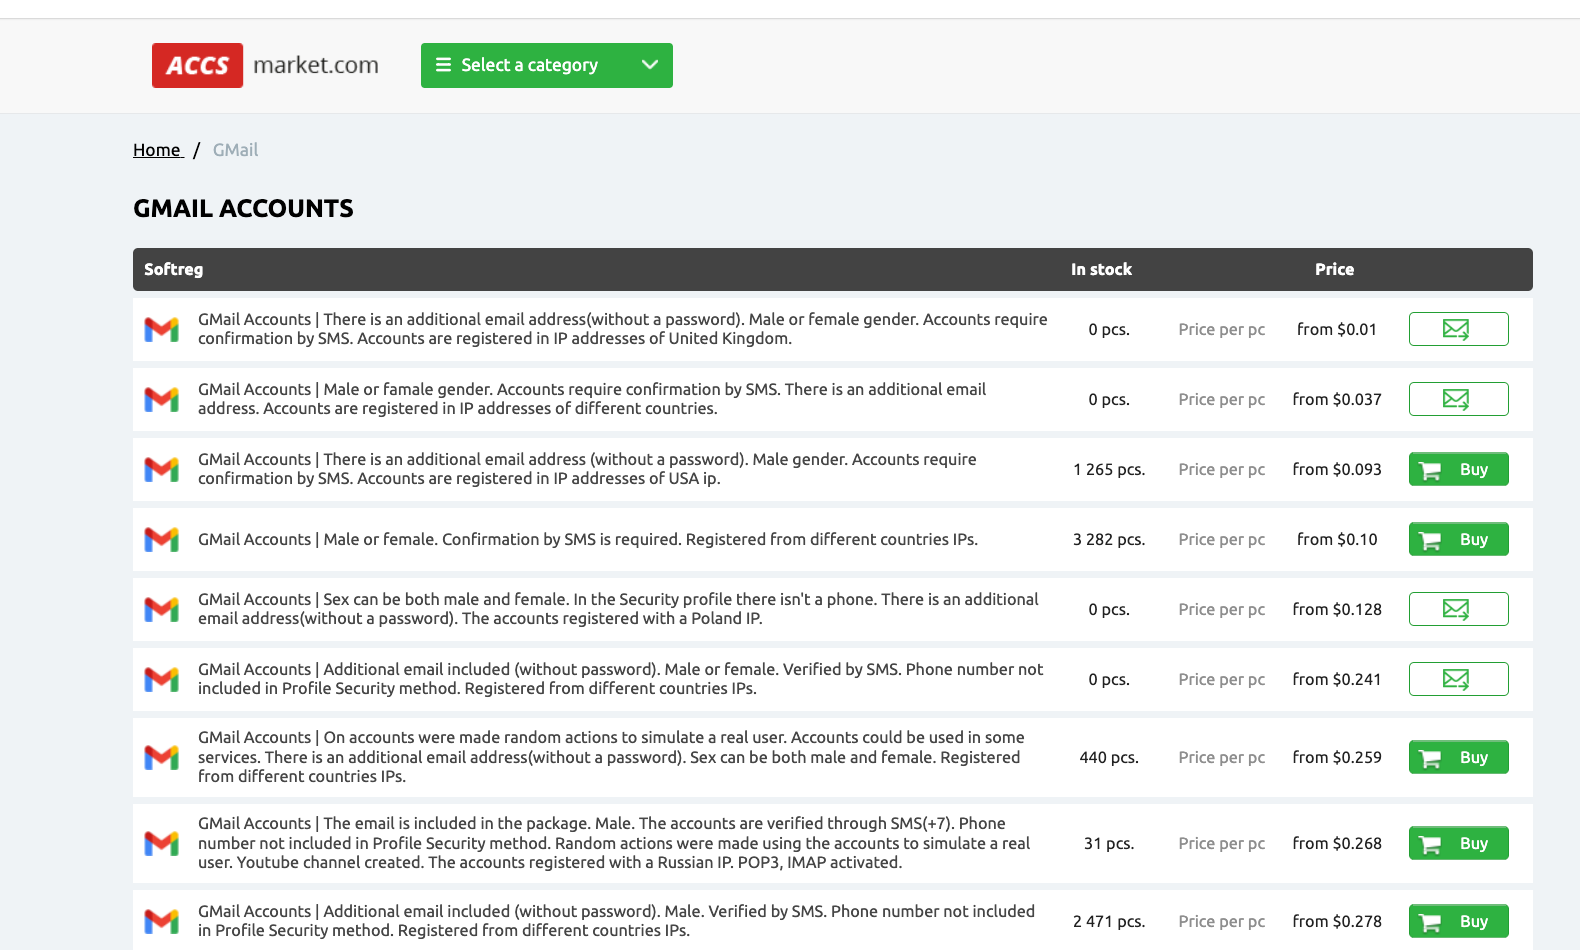 ACCS market.com
Select a category
Home / GMail
GMAIL ACCOUNTS
Softreg In stock Price
GMail Accounts | There is an additional email address(without a password). Male or female gender. Accounts require
confirmation by SMS. Accounts are registered in IP addresses of United Kingdom.
0 pcs. Price per pc from $0.01
GMail Accounts | Male or famale gender. Accounts require confirmation by SMS. There is an additional email
address. Accounts are registered in IP addresses of different countries.
0 pcs. Price per pc from $0.037
GMail Accounts | There is an additional email address (without a password). Male gender. Accounts require
confirmation by SMS. Accounts are registered in IP addresses of USA ip.
1 265 pcs. Price per pc from $0.093 Buy
GMail Accounts | Male or female. Confirmation by SMS is required. Registered from different countries IPs.
3 282 pcs. Price per pc from $0.10 Buy
GMail Accounts | Sex can be both male and female. In the Security profile there isn't a phone. There is an additional
email address(without a password). The accounts registered with a Poland IP.
0 pcs. Price per pc from $0.128
GMail Accounts | Additional email included (without password). Male or female. Verified by SMS. Phone number not
included in Profile Security method. Registered from different countries IPs.
0 pcs. Price per pc from $0.241
GMail Accounts | On accounts were made random actions to simulate a real user. Accounts could be used in some
services. There is an additional email address(without a password). Sex can be both male and female. Registered
from different countries IPs.
440 pcs. Price per pc from $0.259 Buy
GMail Accounts | The email is included in the package. Male. The accounts are verified through SMS(+7). Phone
number not included in Profile Security method. Random actions were made using the accounts to simulate a real
user. Youtube channel created. The accounts registered with a Russian IP. POP3, IMAP activated.
31 pcs. Price per pc from $0.268 Buy
GMail Accounts | Additional email included (without password). Male. Verified by SMS. Phone number not included
in Profile Security method. Registered from different countries IPs.
2 471 pcs. Price per pc from $0.278 Buy